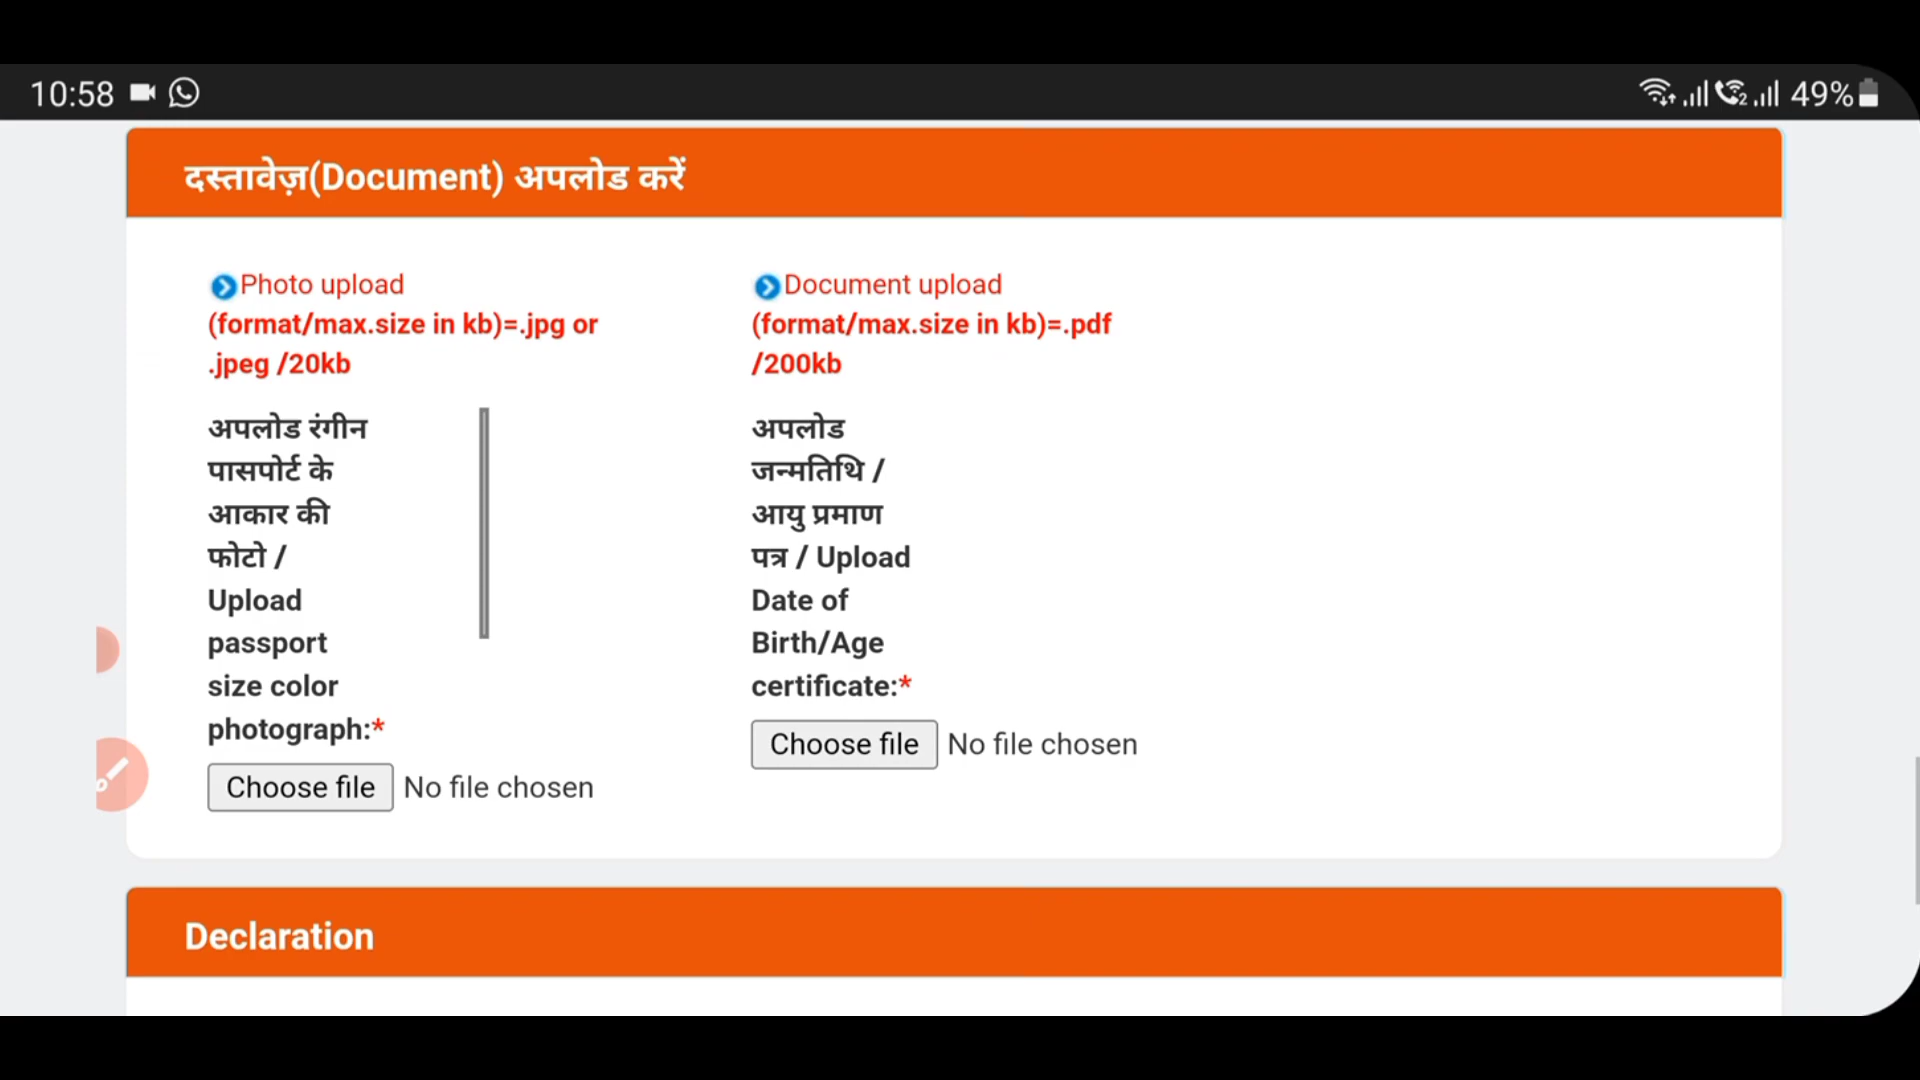 10:58
2
49%
दस्तावेज़(Document) अपलोड करें
Photo upload
(format/max.size in kb)=.jpg or
.jpeg /20kb
अपलोड रंगीन
पासपोर्ट के
आकार की
फोटो /
Upload
passport
size color
photograph:*
Choose file No file chosen
Document upload
(format/max.size in kb)=.pdf
/200kb
अपलोड
जन्मतिथि /
आयु प्रमाण
पत्र / Upload
Date of
Birth/Age
certificate:*
Choose file No file chosen
Declaration